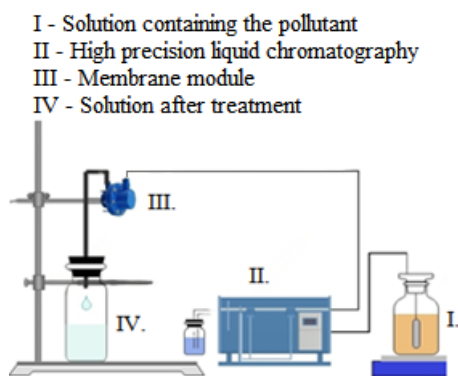 I - Solution containing the pollutant
II - High precision liquid chromatography
III - Membrane module
IV - Solution after treatment
III.
II.
IV.
I.